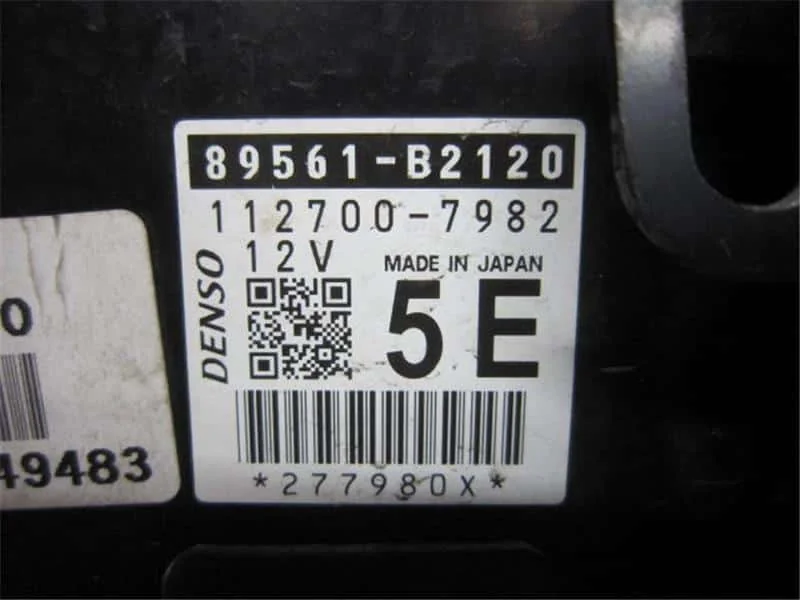 89561-B2120
112700-7982
12V
MADE IN JAPAN
DENSO
5E
*277980X*
0
49483